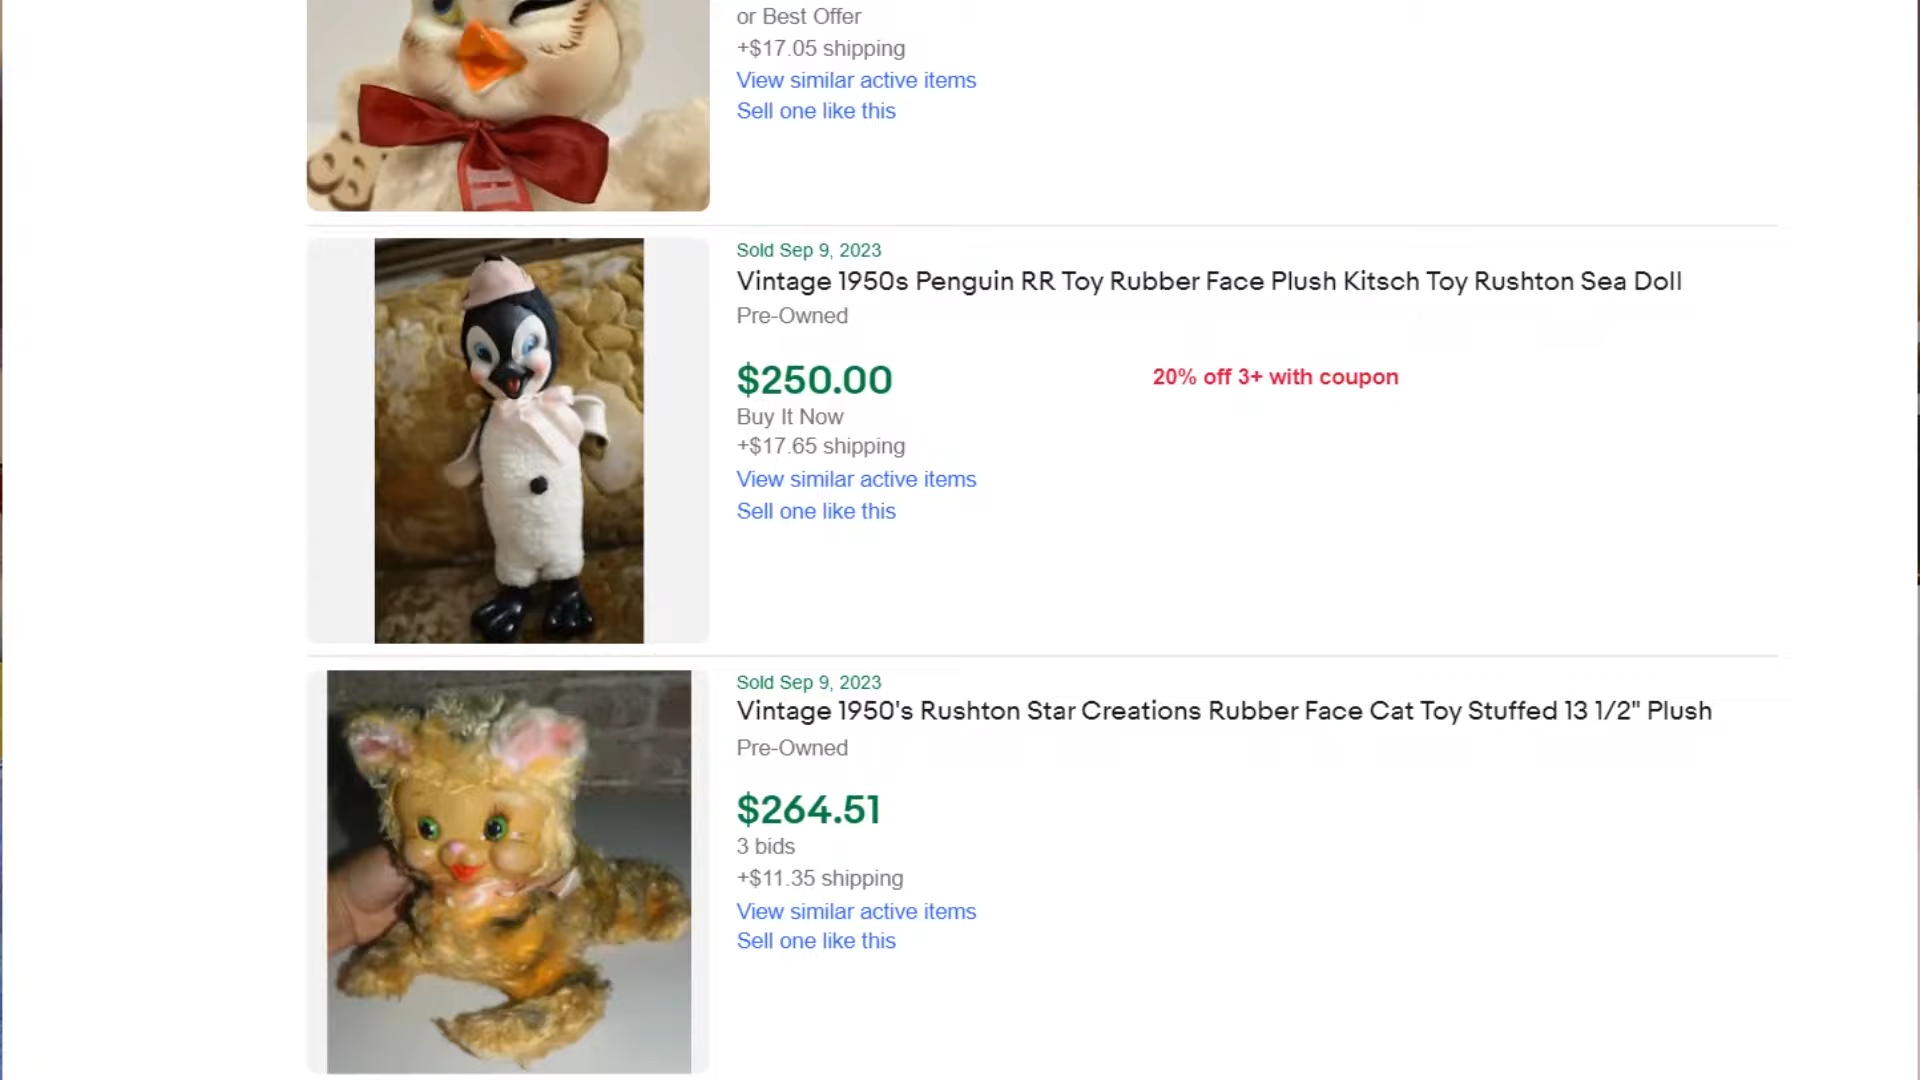 or Best Offer
+$17.05 shipping
View similar active items
Sell one like this
Sold Sep 9, 2023
Vintage 1950s Penguin RR Toy Rubber Face Plush Kitsch Toy Rushton Sea Doll
Pre-Owned
$250.00
20% off 3+ with coupon
Buy It Now
+$17.65 shipping
View similar active items
Sell one like this
Sold Sep 9, 2023
Vintage 1950's Rushton Star Creations Rubber Face Cat Toy Stuffed 13 1/2" Plush
Pre-Owned
$264.51
3 bids
+$11.35 shipping
View similar active items
Sell one like this